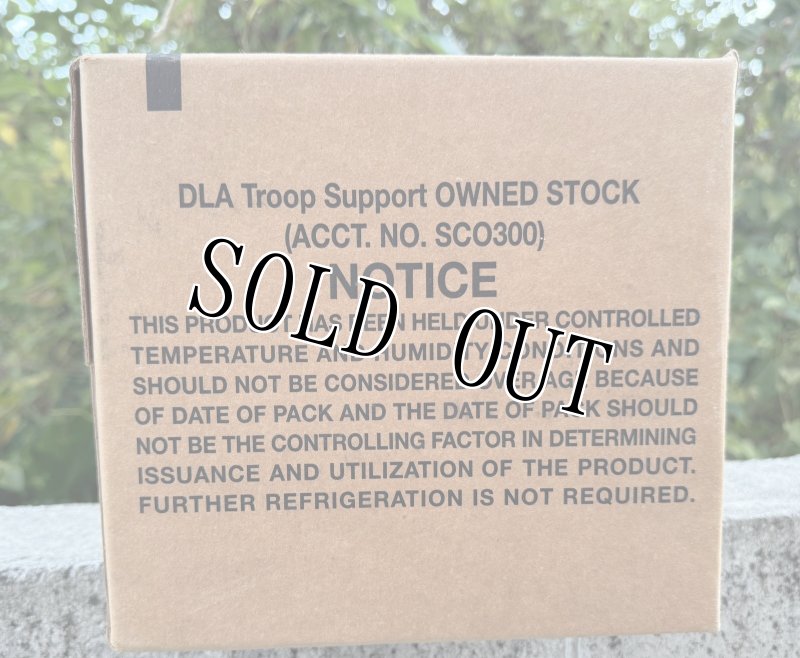 DLA Troop Support OWNED STOCK
(ACCT. NO. SCO300)
NOTICE
THIS PRODUCT HAS BEEN HELD UNDER CONTROLLED
TEMPERATURE AND HUMIDITY CONDITIONS AND
SHOULD NOT BE CONSIDERED OVERAGE BECAUSE
OF DATE OF PACK AND THE DATE OF PACK SHOULD
NOT BE THE CONTROLLING FACTOR IN DETERMINING
ISSUANCE AND UTILIZATION OF THE PRODUCT.
FURTHER REFRIGERATION IS NOT REQUIRED.
SOLD OUT